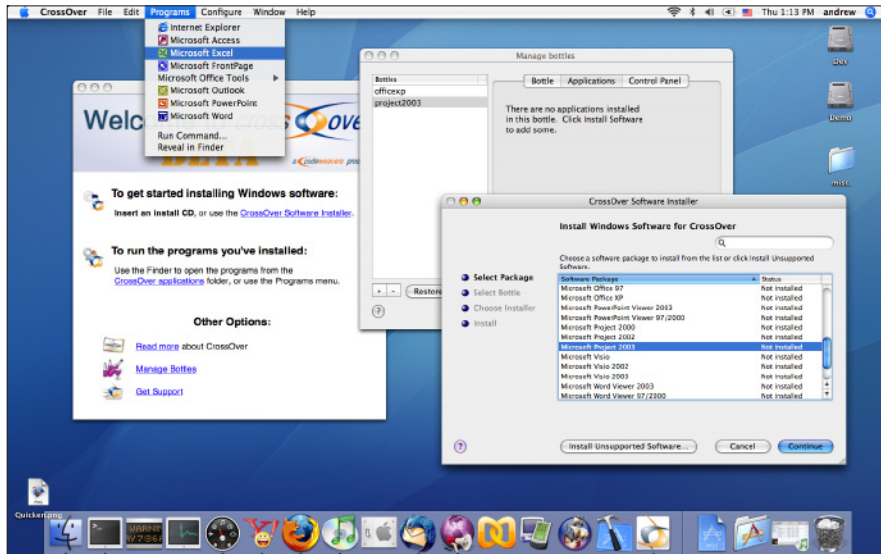 CrossOver File Edit Programs Configure Window Help
Thu 1:13 PM andrew
Internet Explorer
Microsoft Access
Microsoft Excel
Microsoft FrontPage
Microsoft Office Tools
Microsoft Outlook
Microsoft PowerPoint
Microsoft Word
Run Command...
Reveal in Finder
Manage bottles
Bottles
officexp
project2003
Bottle Applications Control Panel
There are no applications installed
in this bottle. Click Install Software
to add some.
+ - Restore
?
To get started installing Windows software:
Insert an install CD, or use the CrossOver Software Installer.
To run the programs you've installed:
Use the Finder to open the programs from the
CrossOver applications folder, or use the Programs menu.
Other Options:
Read more about CrossOver
Manage Bottles
Get Support
CrossOver Software Installer
Install Windows Software for CrossOver
Choose a software package to install from the list or click Install Unsupported
Software.
Select Package
Select Bottle
Choose Installer
Install
Software Package Status
Microsoft Office 97 Not installed
Microsoft Office XP Not installed
Microsoft PowerPoint Viewer 2003 Not installed
Microsoft PowerPoint Viewer 97/2000 Not installed
Microsoft Project 2000 Not installed
Microsoft Project 2002 Not installed
Microsoft Project 2003 Not installed
Microsoft Visio Not installed
Microsoft Visio 2002 Not installed
Microsoft Visio 2003 Not installed
Microsoft Word Viewer 2003 Not installed
Microsoft Word Viewer 97/2000 Not installed
?
Install Unsupported Software... Cancel Continue
Demo
misc